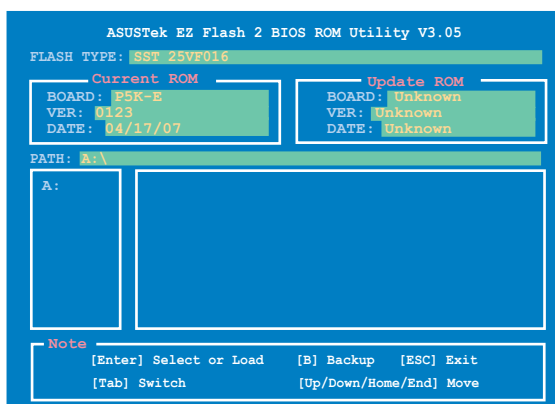 ASUSTek EZ Flash 2 BIOS ROM Utility V3.05
FLASH TYPE: SST 25VF016
Current ROM
BOARD: P5K-E
VER: 0123
DATE: 04/17/07
Update ROM
BOARD: Unknown
VER: Unknown
DATE: Unknown
PATH: A:\
A:
Note
[Enter] Select or Load [B] Backup [ESC] Exit
[Tab] Switch [Up/Down/Home/End] Move